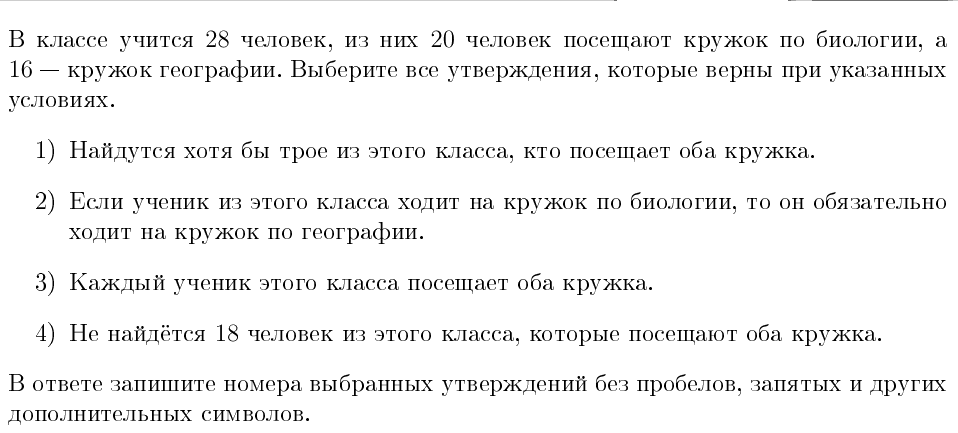 В классе учится 28 человек, из них 20 человек посещают кружок по биологии, а
16 — кружок географии. Выберите все утверждения, которые верны при указанных
условиях.
1) Найдутся хотя бы трое из этого класса, кто посещает оба кружка.
2) Если ученик из этого класса ходит на кружок по биологии, то он обязательно
ходит на кружок по географии.
3) Каждый ученик этого класса посещает оба кружка.
4) Не найдётся 18 человек из этого класса, которые посещают оба кружка.
В ответе запишите номера выбранных утверждений без пробелов, запятых и других
дополнительных символов.